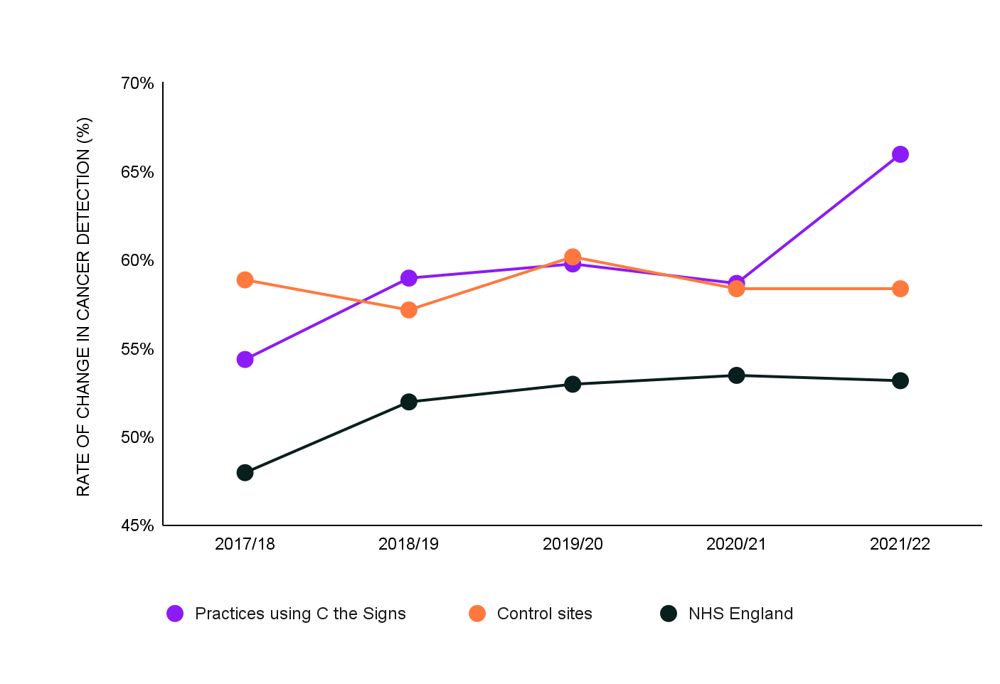 RATE OF CHANGE IN CANCER DETECTION (%)
70%
65%
60%
55%
50%
45%
2017/18 2018/19 2019/20 2020/21 2021/22
Practices using C the Signs Control sites NHS England